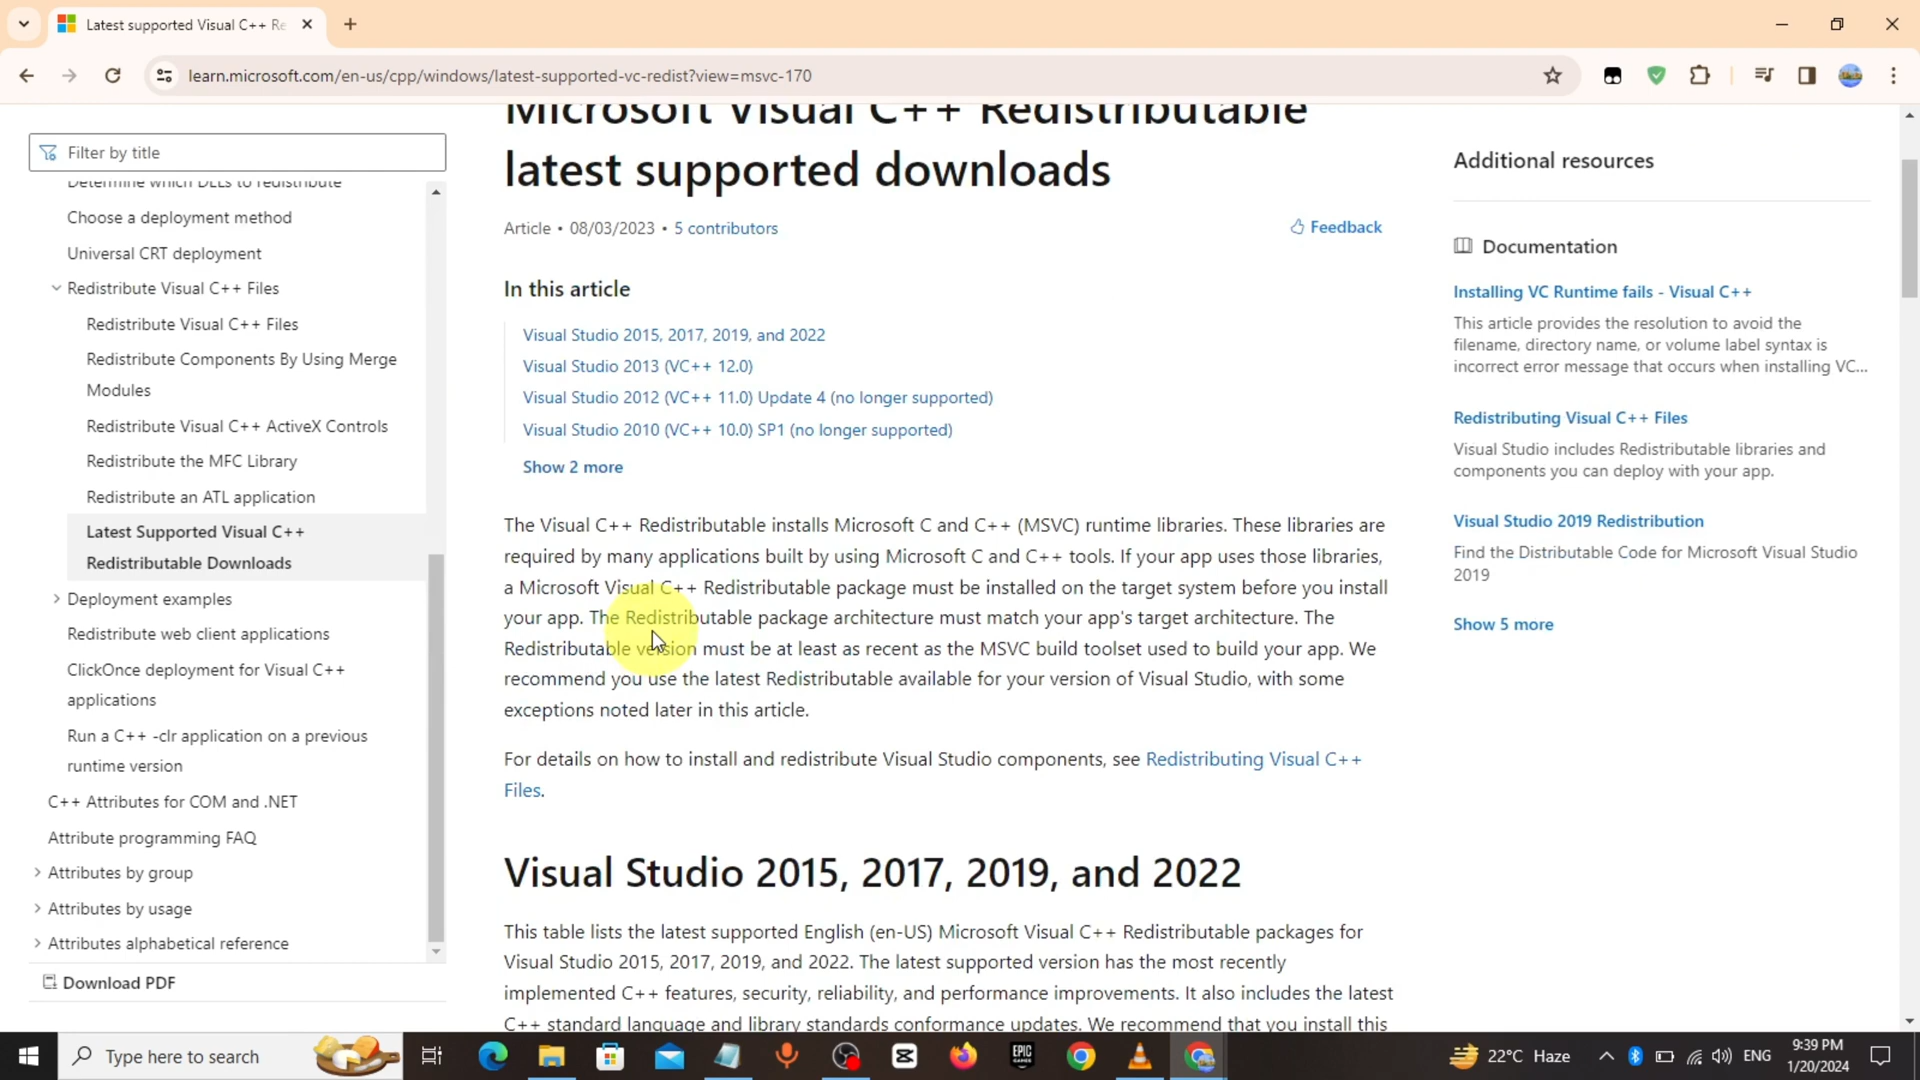 Latest supported Visual C++ Re
learn.microsoft.com/en-us/cpp/windows/latest-supported-vc-redist?view=msvc-170
Filter by title
Determine which DLLs to redistribute
Choose a deployment method
Universal CRT deployment
Redistribute Visual C++ Files
Redistribute Visual C++ Files
Redistribute Components By Using Merge
Modules
Redistribute Visual C++ ActiveX Controls
Redistribute the MFC Library
Redistribute an ATL application
Latest Supported Visual C++
Redistributable Downloads
Deployment examples
Redistribute web client applications
ClickOnce deployment for Visual C++
applications
Run a C++ -clr application on a previous
runtime version
C++ Attributes for COM and .NET
Attribute programming FAQ
Attributes by group
Attributes by usage
Attributes alphabetical reference
Download PDF
Microsoft Visual C++ Redistributable
latest supported downloads
Article • 08/03/2023 • 5 contributors
Feedback
In this article
Visual Studio 2015, 2017, 2019, and 2022
Visual Studio 2013 (VC++ 12.0)
Visual Studio 2012 (VC++ 11.0) Update 4 (no longer supported)
Visual Studio 2010 (VC++ 10.0) SP1 (no longer supported)
Show 2 more
The Visual C++ Redistributable installs Microsoft C and C++ (MSVC) runtime libraries. These libraries are
required by many applications built by using Microsoft C and C++ tools. If your app uses those libraries,
a Microsoft Visual C++ Redistributable package must be installed on the target system before you install
your app. The Redistributable package architecture must match your app's target architecture. The
Redistributable version must be at least as recent as the MSVC build toolset used to build your app. We
recommend you use the latest Redistributable available for your version of Visual Studio, with some
exceptions noted later in this article.
For details on how to install and redistribute Visual Studio components, see Redistributing Visual C++
Files.
Visual Studio 2015, 2017, 2019, and 2022
This table lists the latest supported English (en-US) Microsoft Visual C++ Redistributable packages for
Visual Studio 2015, 2017, 2019, and 2022. The latest supported version has the most recently
implemented C++ features, security, reliability, and performance improvements. It also includes the latest
C++ standard language and library standards conformance updates. We recommend that you install this
Additional resources
Documentation
Installing VC Runtime fails - Visual C++
This article provides the resolution to avoid the
filename, directory name, or volume label syntax is
incorrect error message that occurs when installing VC...
Redistributing Visual C++ Files
Visual Studio includes Redistributable libraries and
components you can deploy with your app.
Visual Studio 2019 Redistribution
Find the Distributable Code for Microsoft Visual Studio
2019
Show 5 more
Type here to search
EPIC
GAMES
22°C Haze
ENG
9:39 PM
1/20/2024